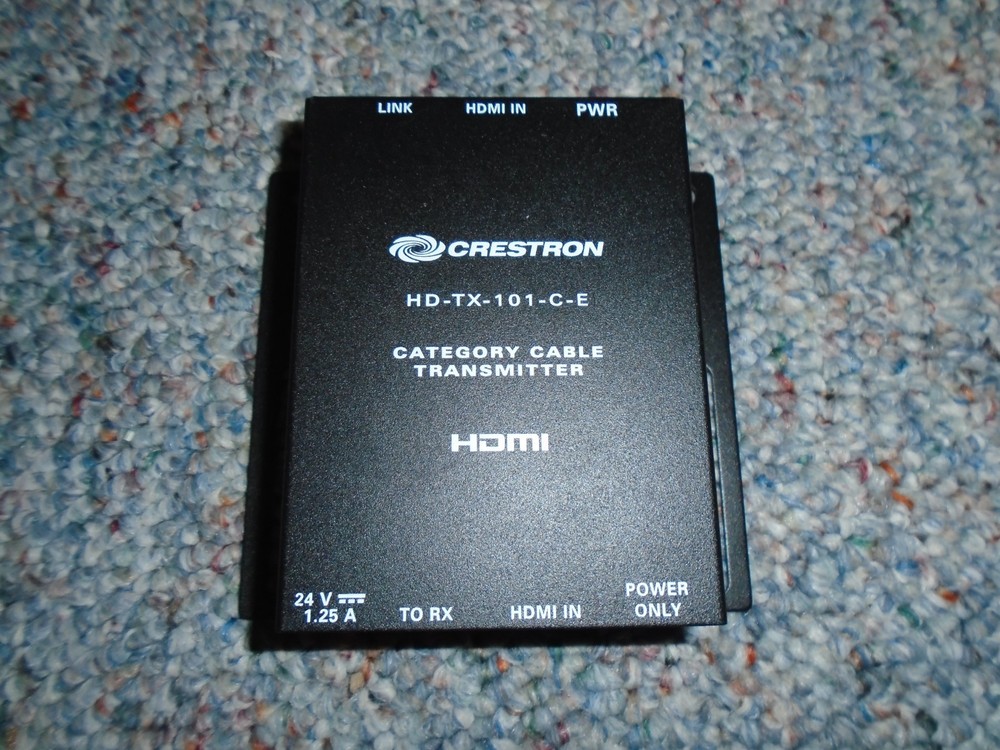 LINK HDMI IN PWR
CRESTRON
HD-TX-101-C-E
CATEGORY CABLE
TRANSMITTER
HDMI
24 V
1.25 A
TO RX
HDMI IN
POWER
ONLY